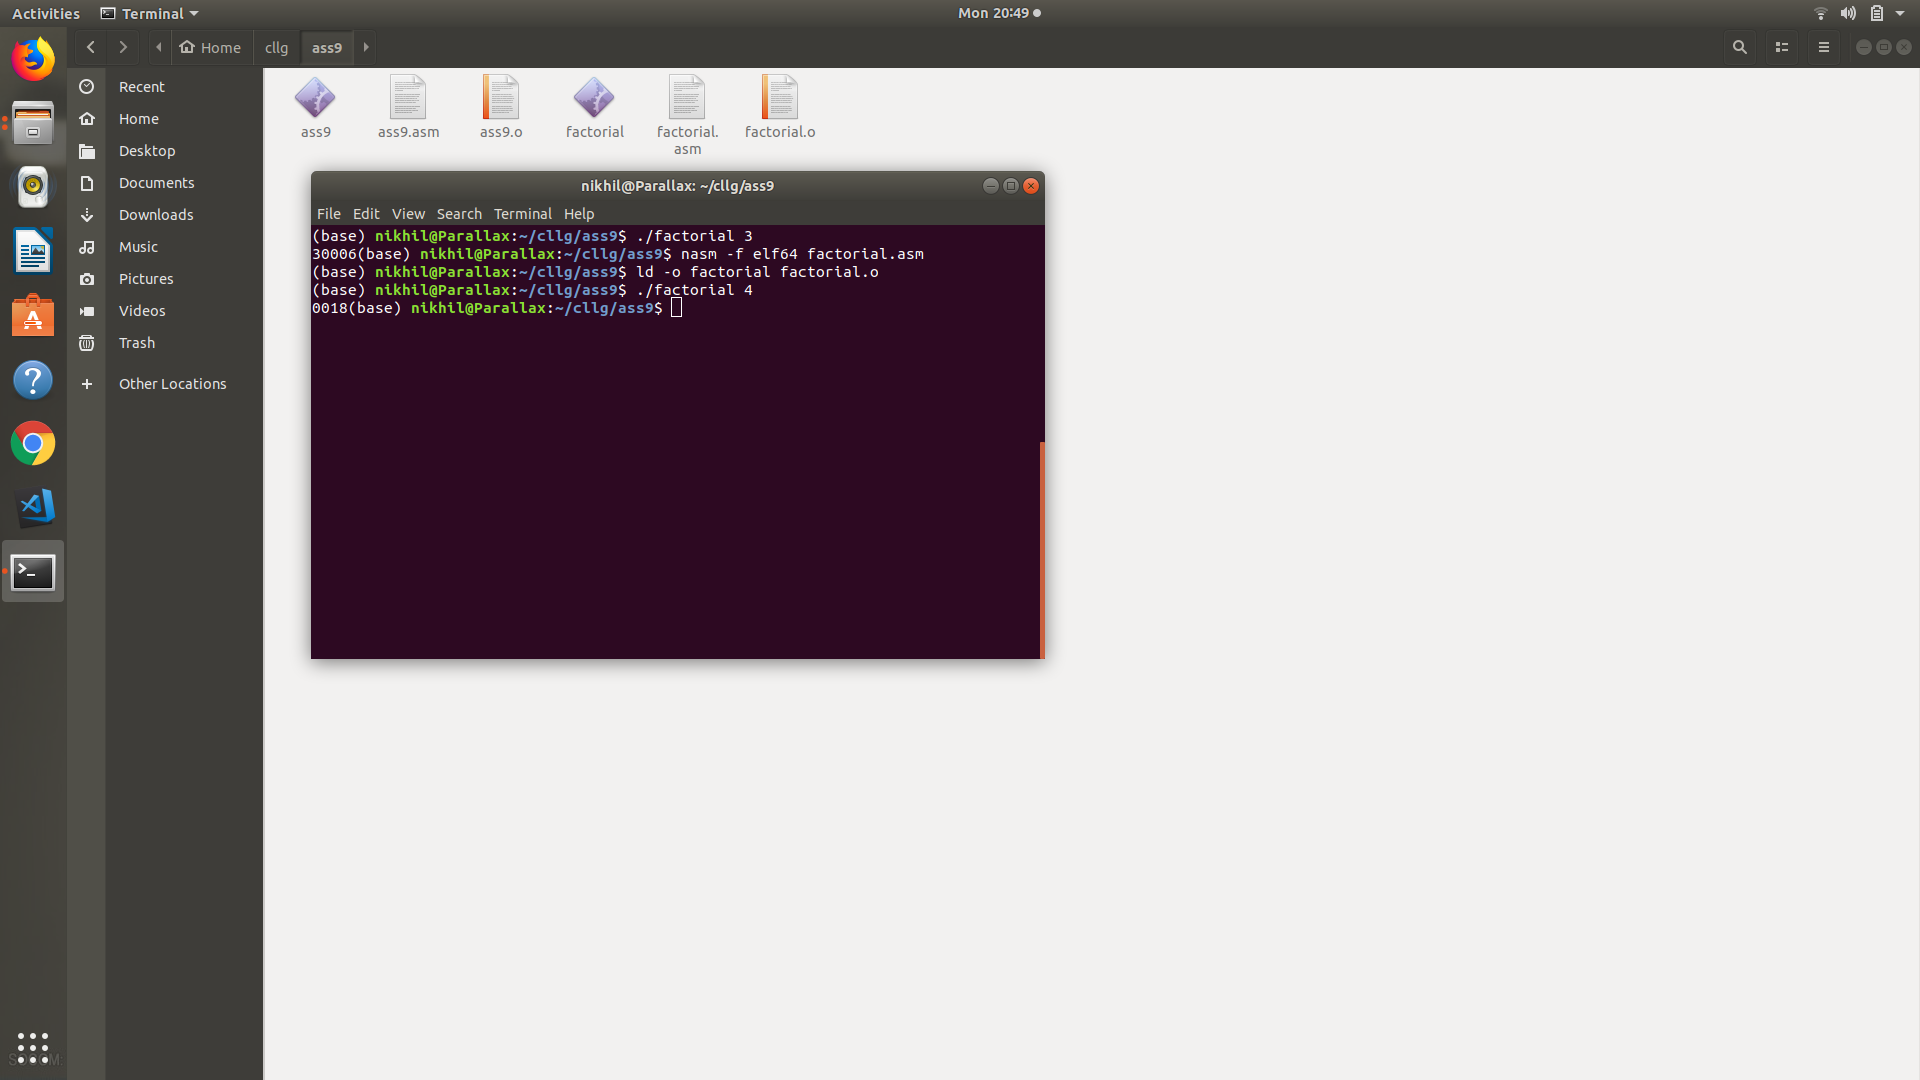 Activities
Terminal
Mon 20:49
Home
cllg
ass9
Recent
Home
Desktop
Documents
Downloads
Music
Pictures
Videos
Trash
Other Locations
ass9
ass9.asm
ass9.o
factorial
factorial.
asm
factorial.o
nikhil@Parallax: ~/cllg/ass9
File Edit View Search Terminal Help
(base) nikhil@Parallax:~/cllg/ass9$ ./factorial 3
30006(base) nikhil@Parallax:~/cllg/ass9$ nasm -f elf64 factorial.asm
(base) nikhil@Parallax:~/cllg/ass9$ ld -o factorial factorial.o
(base) nikhil@Parallax:~/cllg/ass9$ ./factorial 4
0018(base) nikhil@Parallax:~/cllg/ass9$